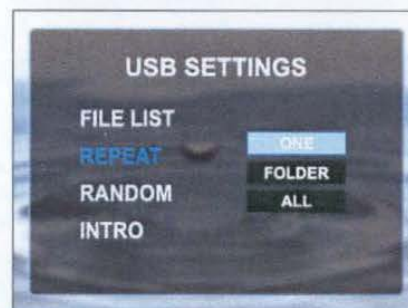 USB SETTINGS
FILE LIST
REPEAT
ONE
FOLDER
RANDOM
ALL
INTRO